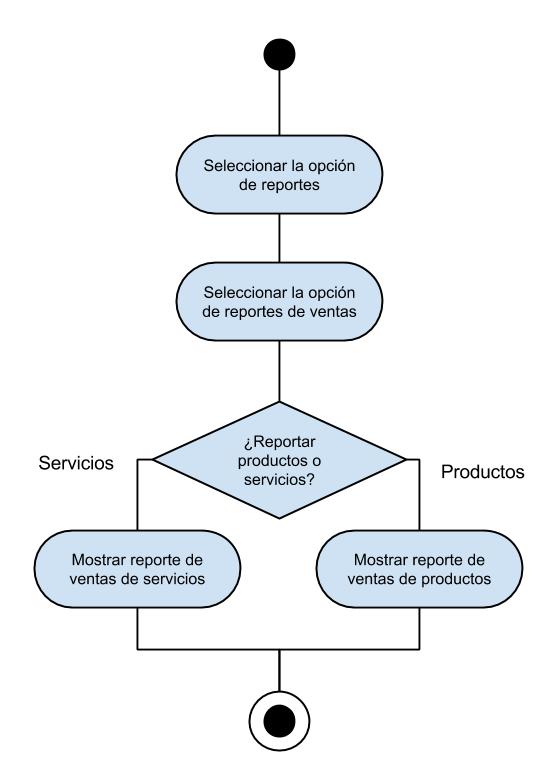 Seleccionar la opción
de reportes
Seleccionar la opción
de reportes de ventas
¿Reportar
productos o
servicios?
Servicios
Productos
Mostrar reporte de
ventas de servicios
Mostrar reporte de
ventas de productos